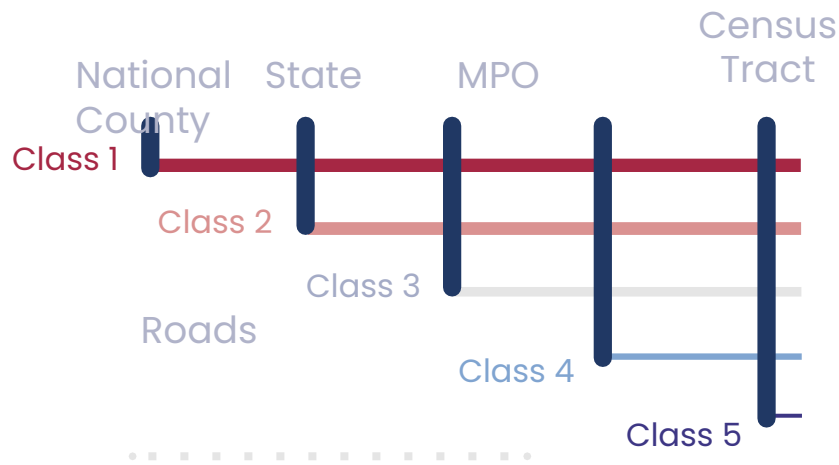 Census
Tract
National State MPO
County
Class 1
Class 2
Class 3
Roads
Class 4
Class 5